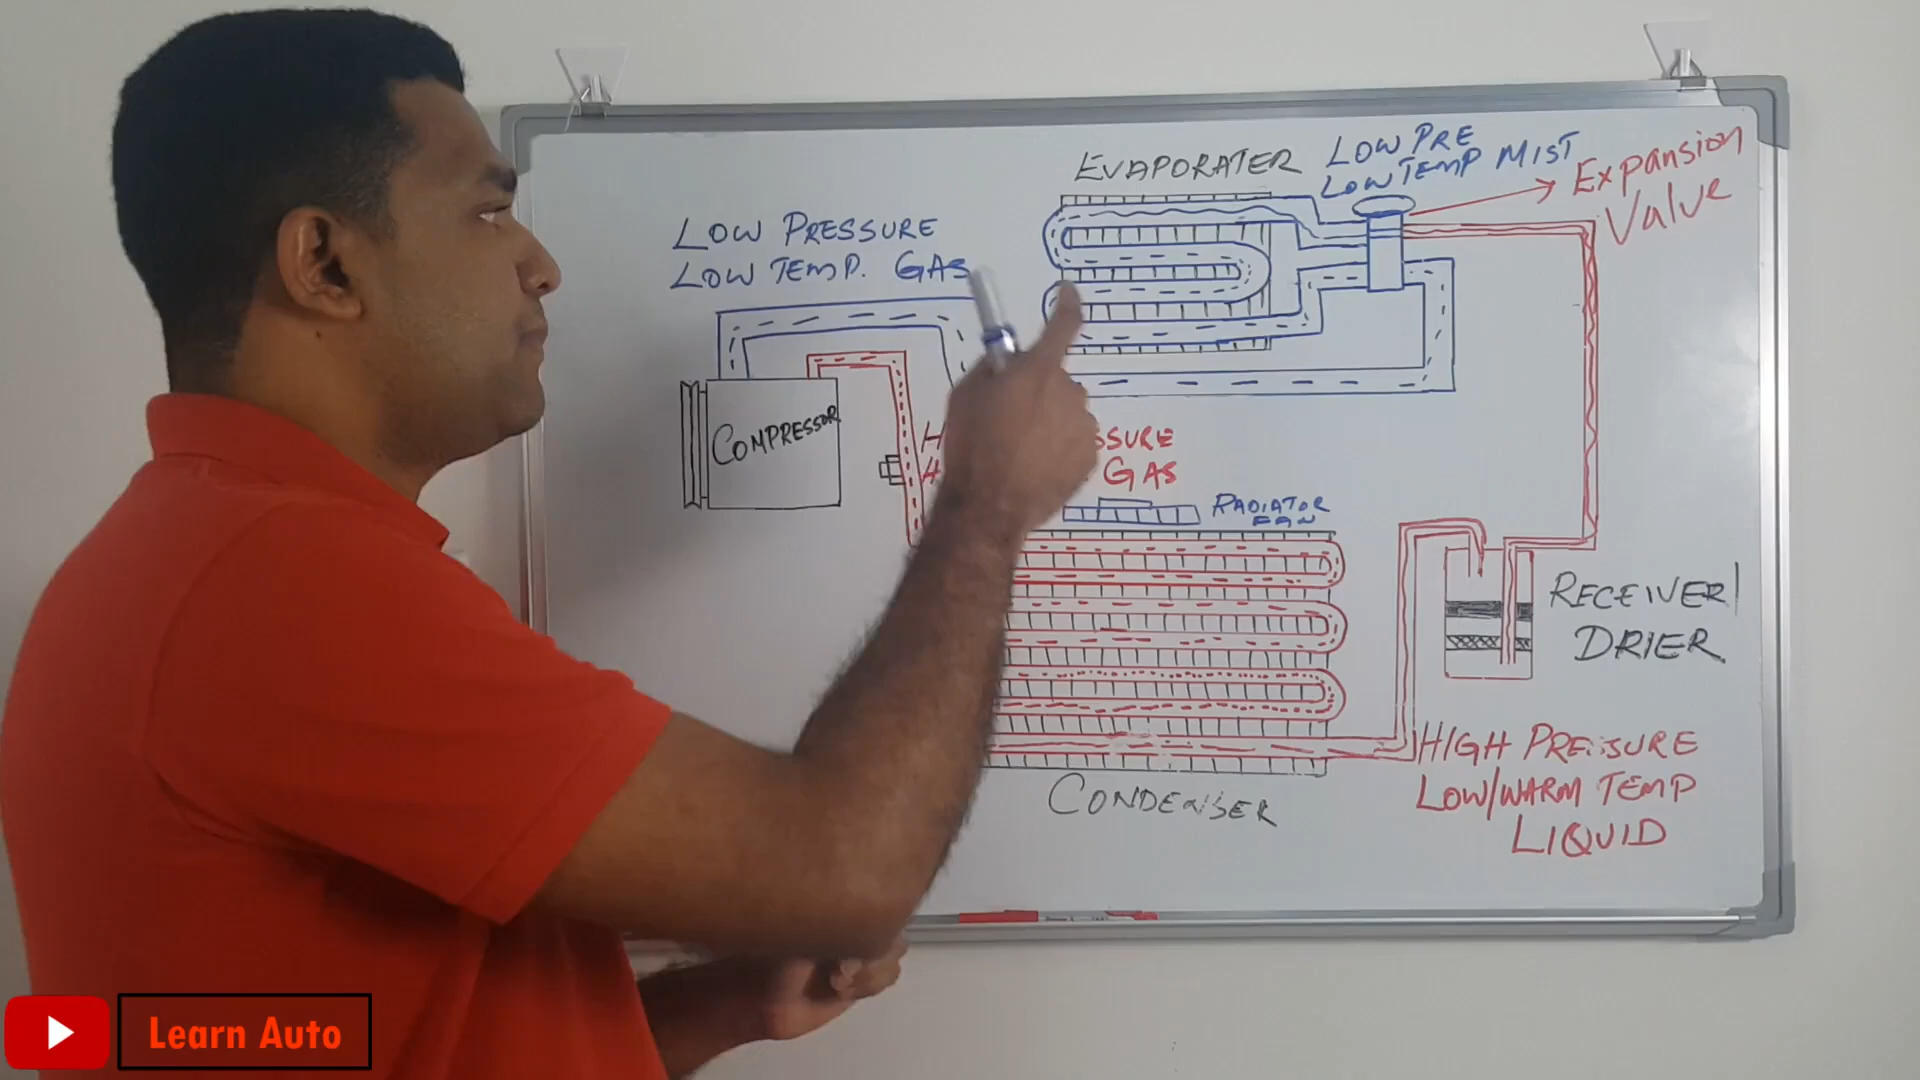 EVAPORATER
LOW PRE
LOW TEMP MIST
Expansion
Value
LOW PRESSURE
LOW TEMP. GAS
COMPRESSOR
GAS
RADIATOR
FAN
RECEIVER/
DRIER
HIGH PRESSURE
LOW/WARM TEMP
LIQUID
CONDENSER
Learn Auto